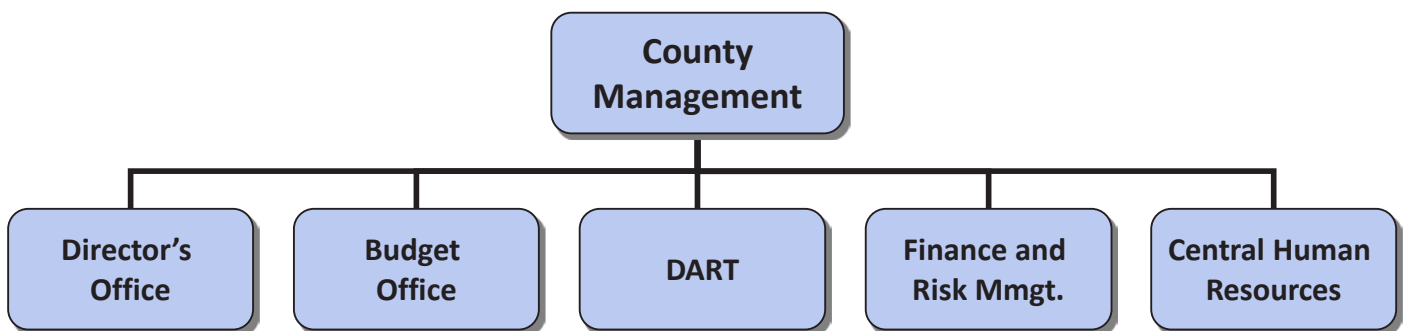 County
Management
Director’s
Office
Budget
Office
DART
Finance and
Risk Mmgt.
Central Human
Resources